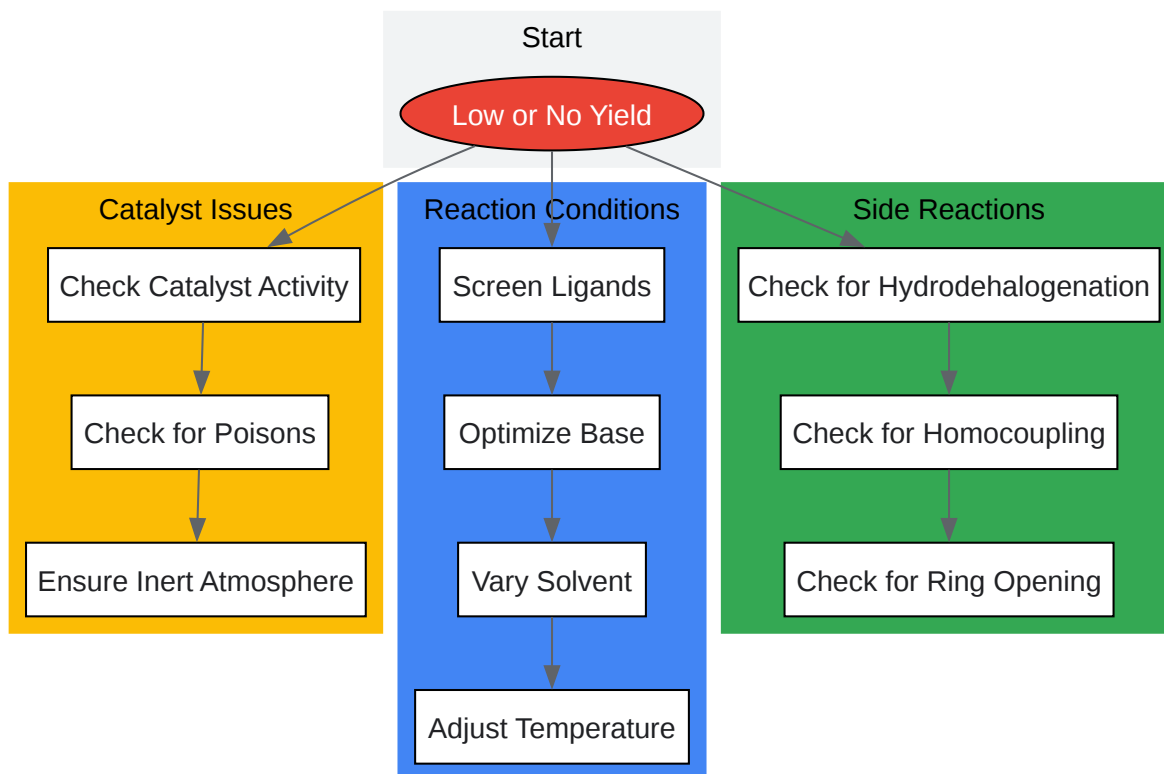 Start
Low or No Yield
Catalyst Issues
Check Catalyst Activity
Check for Poisons
Ensure Inert Atmosphere
Reaction Conditions
Screen Ligands
Optimize Base
Vary Solvent
Adjust Temperature
Side Reactions
Check for Hydrodehalogenation
Check for Homocoupling
Check for Ring Opening